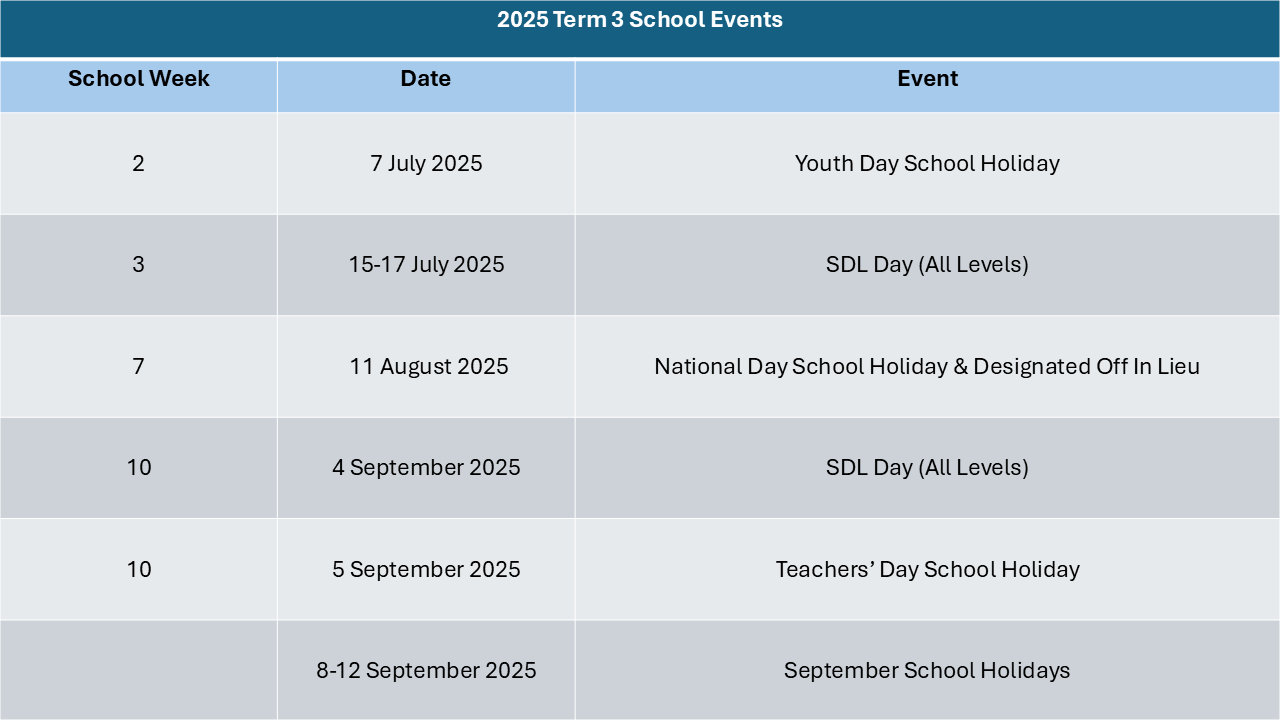 2025 Term 3 School Events
School Week Date Event
2 7 July 2025 Youth Day School Holiday
3 15-17 July 2025 SDL Day (All Levels)
7 11 August 2025 National Day School Holiday & Designated Off In Lieu
10 4 September 2025 SDL Day (All Levels)
10 5 September 2025 Teachers’ Day School Holiday
8-12 September 2025 September School Holidays